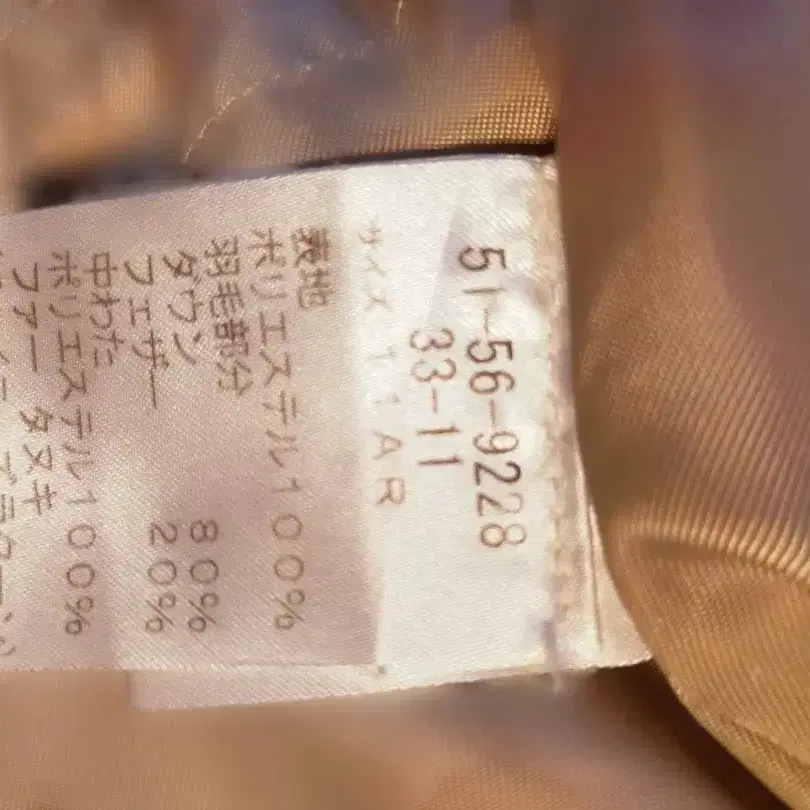 51-56-9228
33-11
サイズ 11AR
表地
ポリエステル100%
羽毛部分
ダウン 80%
フェザー 20%
中わた
ポリエステル100%
ファー タヌキ